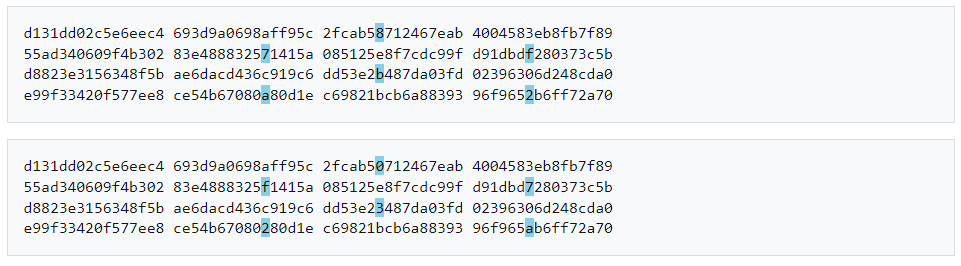 d131dd02c5e6eec4 693d9a0698aff95c 2fcab58712467eab 4004583eb8fb7f89
55ad340609f4b302 83e488832571415a 085125e8f7cdc99f d91dbdf280373c5b
d8823e3156348f5b ae6dacd436c919c6 dd53e2b487da03fd 02396306d248cda0
e99f33420f577ee8 ce54b67080a80d1e c69821bcb6a88393 96f9652b6ff72a70
d131dd02c5e6eec4 693d9a0698aff95c 2fcab50712467eab 4004583eb8fb7f89
55ad340609f4b302 83e4888325f1415a 085125e8f7cdc99f d91dbd7280373c5b
d8823e3156348f5b ae6dacd436c919c6 dd53e23487da03fd 02396306d248cda0
e99f33420f577ee8 ce54b67080280d1e c69821bcb6a88393 96f965ab6ff72a70